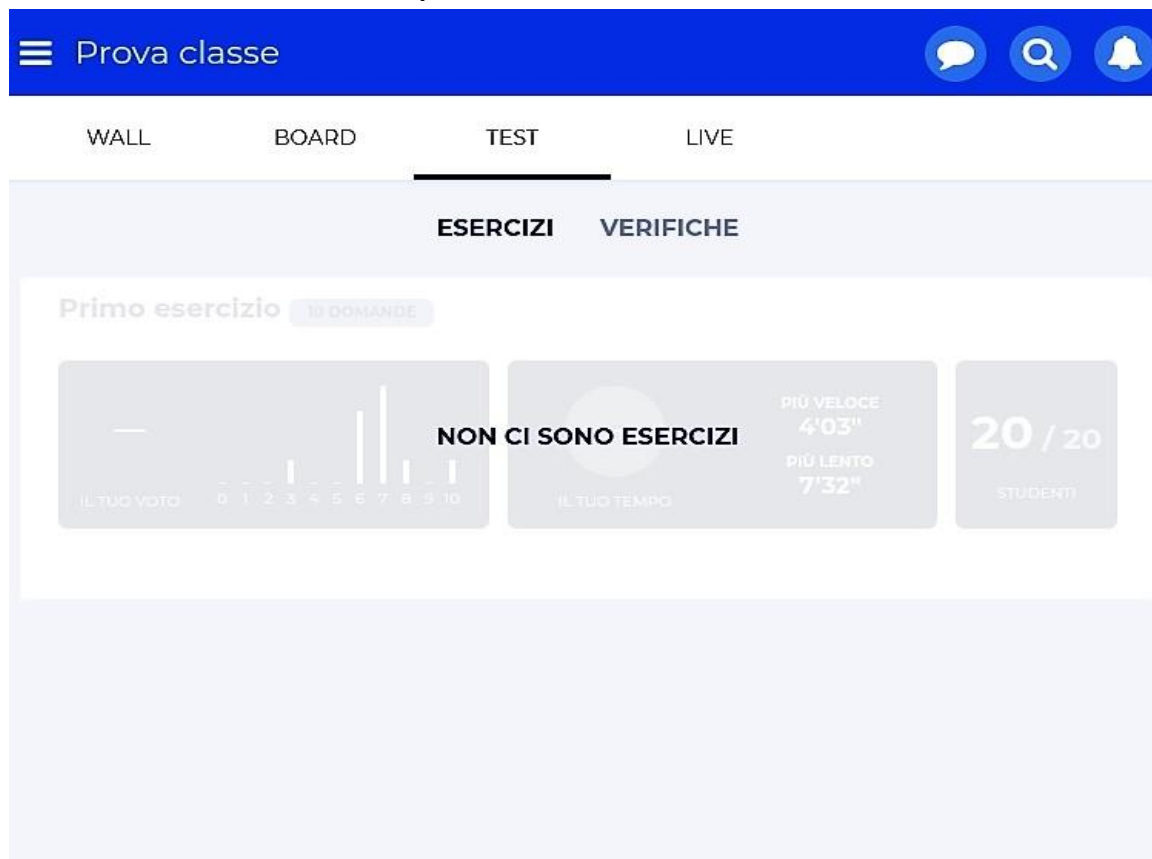 Prova classe
WALL BOARD TEST LIVE
ESERCIZI VERIFICHE
Primo esercizio 10 DOMANDE
NON CI SONO ESERCIZI
PIÙ VELOCE
4'03"
PIÙ LENTO
7'32"
20 / 20
IL TUO VOTO 0 1 2 3 4 5 6 7 8 9 10
IL TUO TEMPO
STUDENTI